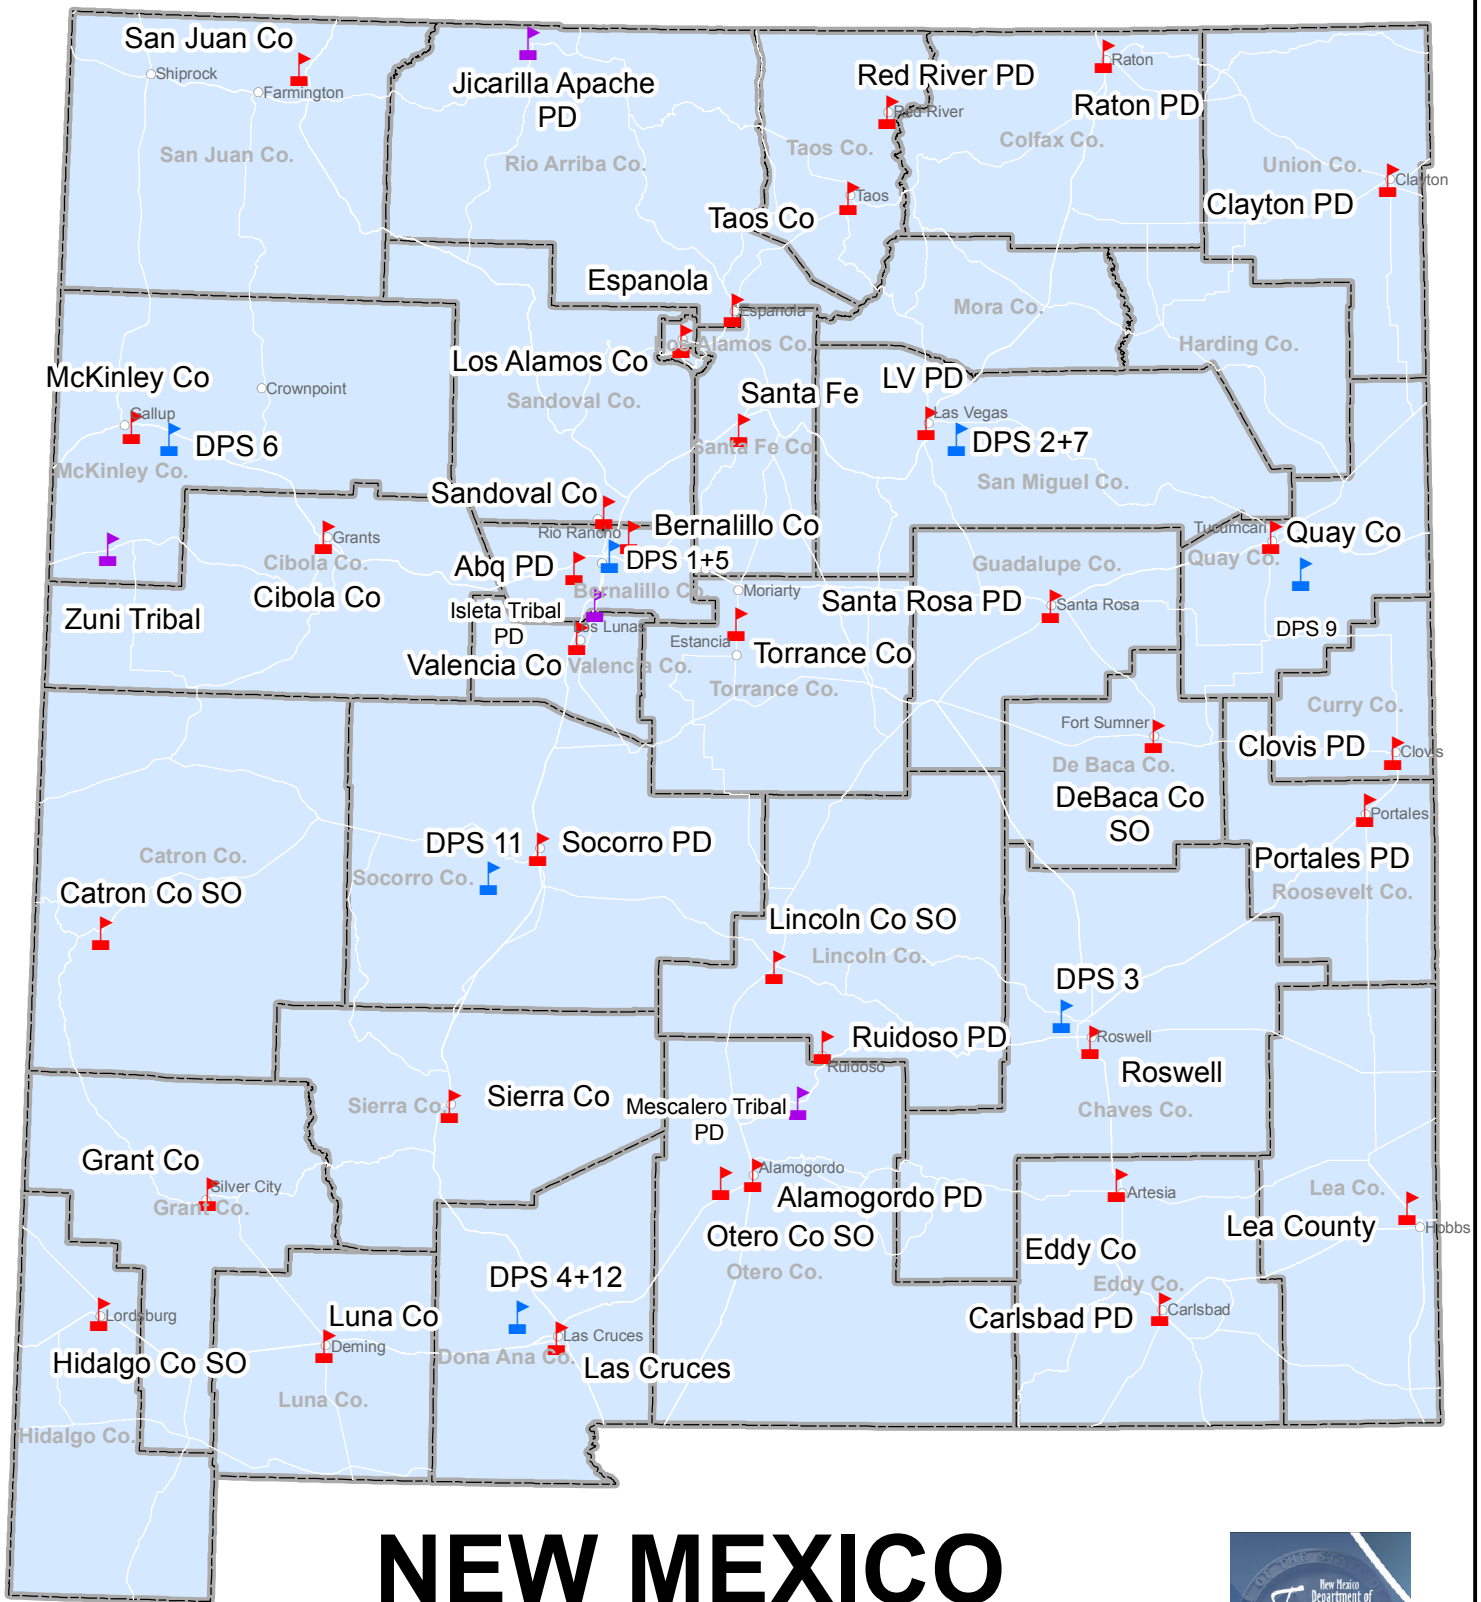 San Juan Co
Shiprock
Farmington
San Juan Co.
Jicarilla Apache
PD
Rio Arriba Co.
Red River PD
Red River
Taos Co.
Taos
Taos Co
Raton
Raton PD
Colfax Co.
Union Co.
Clayton
Clayton PD
Espanola
Espanola
Los Alamos Co.
Los Alamos Co
Mora Co.
Harding Co.
McKinley Co
Crownpoint
Gallup
DPS 6
McKinley Co.
Sandoval Co.
Santa Fe
Santa Fe Co.
LV PD
Las Vegas
DPS 2+7
San Miguel Co.
Sandoval Co
Rio Rancho
Bernalillo Co
Abq PD
DPS 1+5
Bernalillo Co.
Grants
Cibola Co.
Cibola Co
Zuni Tribal
Isleta Tribal
PD
Los Lunas
Valencia Co
Valencia Co.
Moriarty
Estancia
Torrance Co
Torrance Co.
Guadalupe Co.
Santa Rosa PD
Santa Rosa
Tucumcari
Quay Co
Quay Co.
DPS 9
Curry Co.
Clovis PD
Clovis
Fort Sumner
De Baca Co.
DeBaca Co
SO
Portales
Portales PD
Roosevelt Co.
DPS 11
Socorro PD
Socorro Co.
Catron Co.
Catron Co SO
Lincoln Co SO
Lincoln Co.
DPS 3
Roswell
Roswell
Chaves Co.
Ruidoso PD
Ruidoso
Mescalero Tribal
PD
Sierra Co
Sierra Co.
Grant Co
Silver City
Grant Co.
Alamogordo
Alamogordo PD
Otero Co SO
Otero Co.
Artesia
Eddy Co
Eddy Co.
Carlsbad
Carlsbad PD
Lea Co.
Lea County
Hobbs
DPS 4+12
Las Cruces
Dona Ana Co.
Las Cruces
Luna Co
Deming
Luna Co.
Lordsburg
Hidalgo Co SO
Hidalgo Co.
NEW MEXICO
OF THE STA
New Mexico
Department of